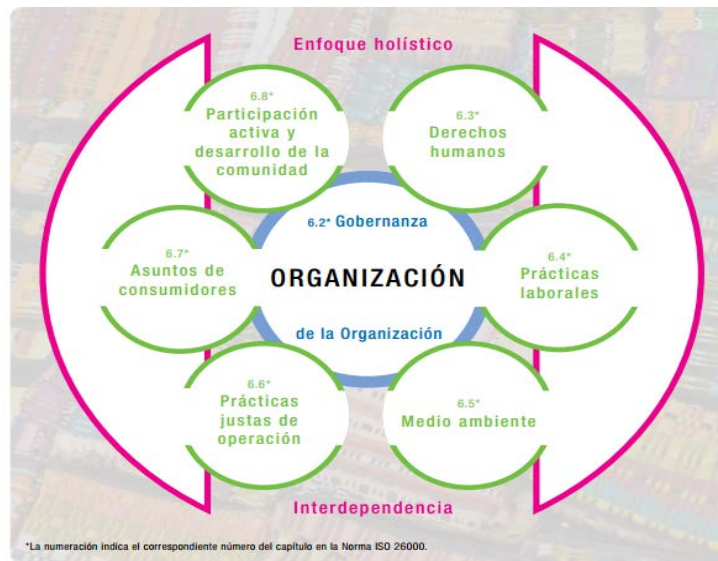 Enfoque holístico
6.8*
Participación
activa y
desarrollo de la
comunidad
6.3*
Derechos
humanos
6.2* Gobernanza
6.7*
Asuntos de
consumidores
ORGANIZACIÓN
6.4*
Prácticas
laborales
de la Organización
6.6*
Prácticas
justas de
operación
6.5*
Medio ambiente
Interdependencia
*La numeración indica el correspondiente número del capítulo en la Norma ISO 26000.